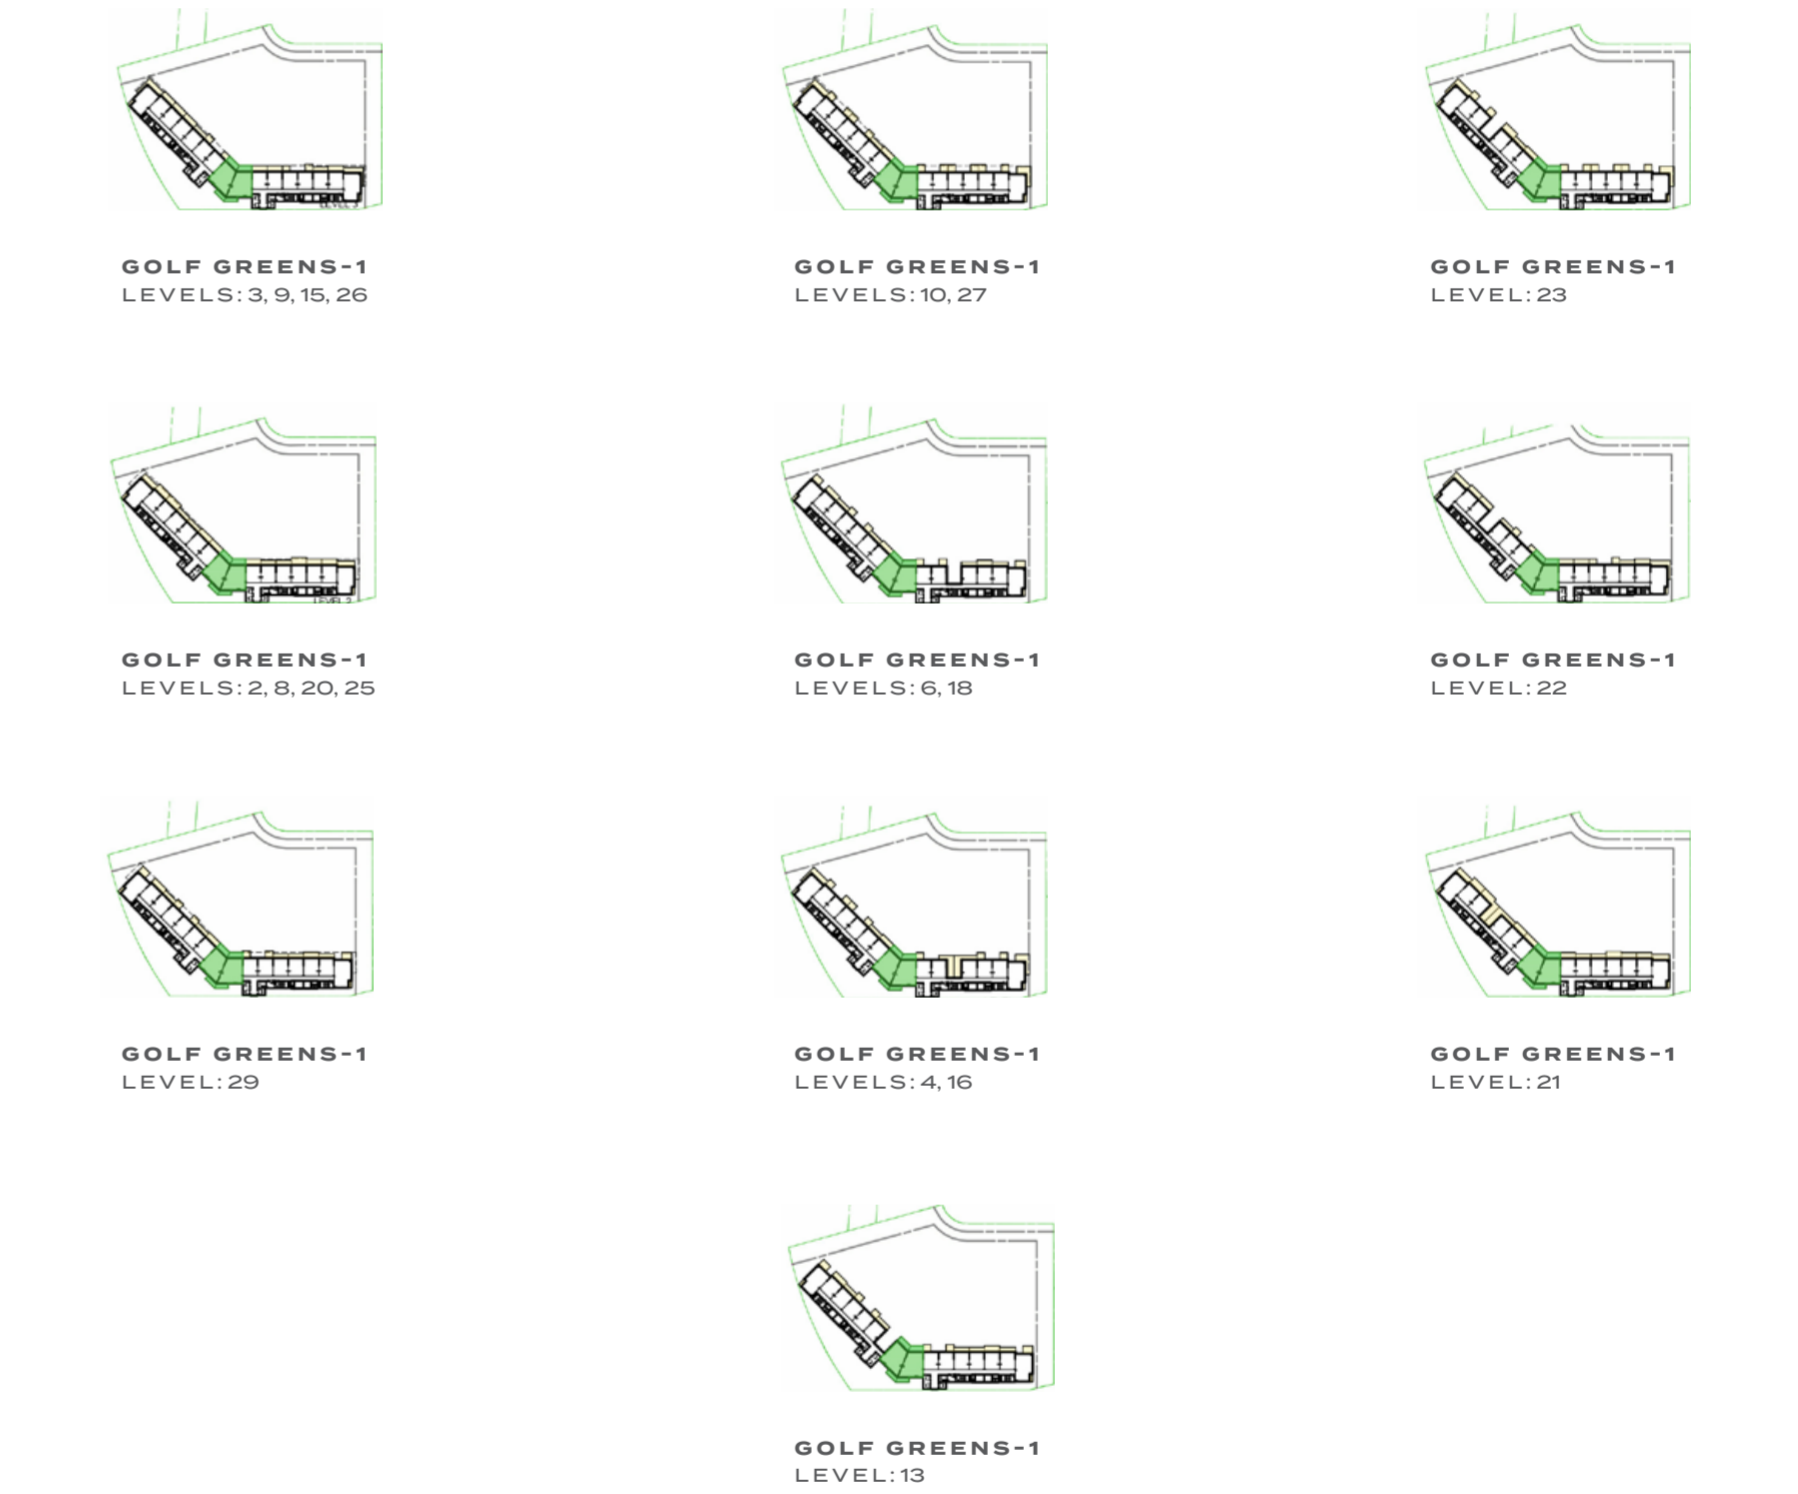 GOLF GREENS-1
LEVELS: 3, 9, 15, 26
GOLF GREENS-1
LEVELS: 10, 27
GOLF GREENS-1
LEVEL: 23
GOLF GREENS-1
LEVELS: 2, 8, 20, 25
GOLF GREENS-1
LEVELS: 6, 18
GOLF GREENS-1
LEVEL: 22
GOLF GREENS-1
LEVEL: 29
GOLF GREENS-1
LEVELS: 4, 16
GOLF GREENS-1
LEVEL: 21
GOLF GREENS-1
LEVEL: 13